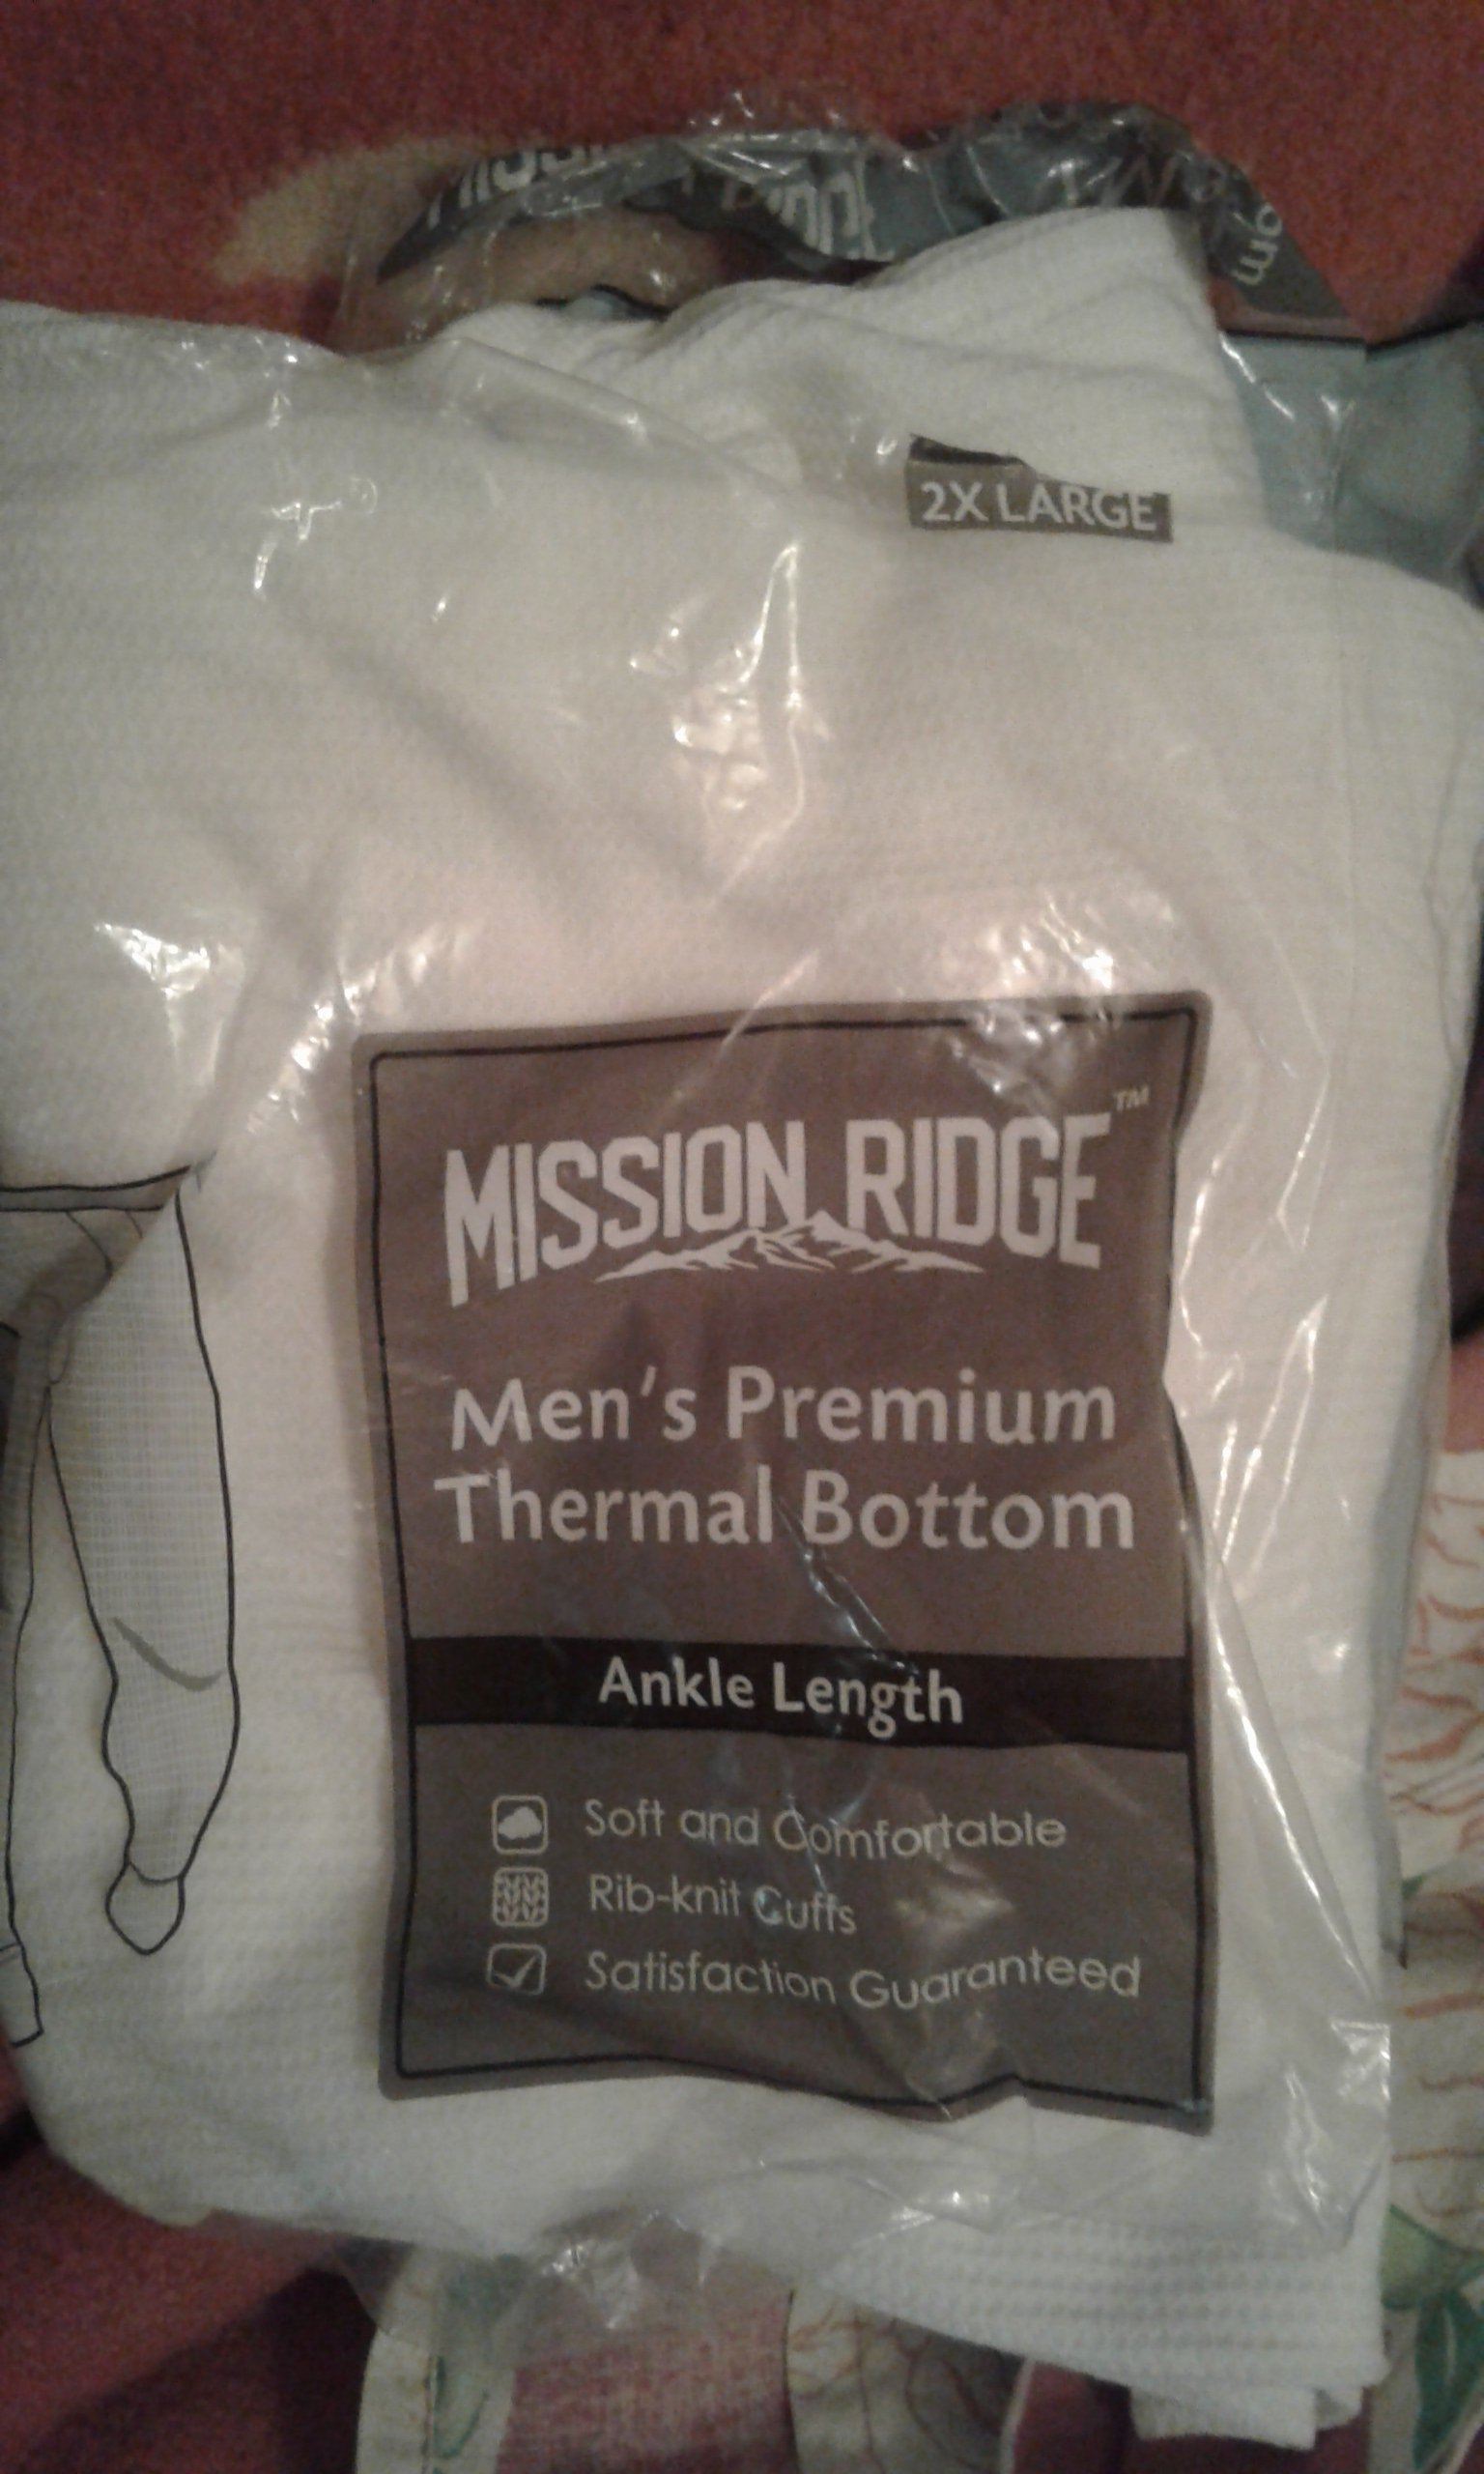 2X LARGE
MISSION RIDGE™
Men's Premium
Thermal Bottom
Ankle Length
Soft and Comfortable
Rib-knit Cuffs
Satisfaction Guaranteed